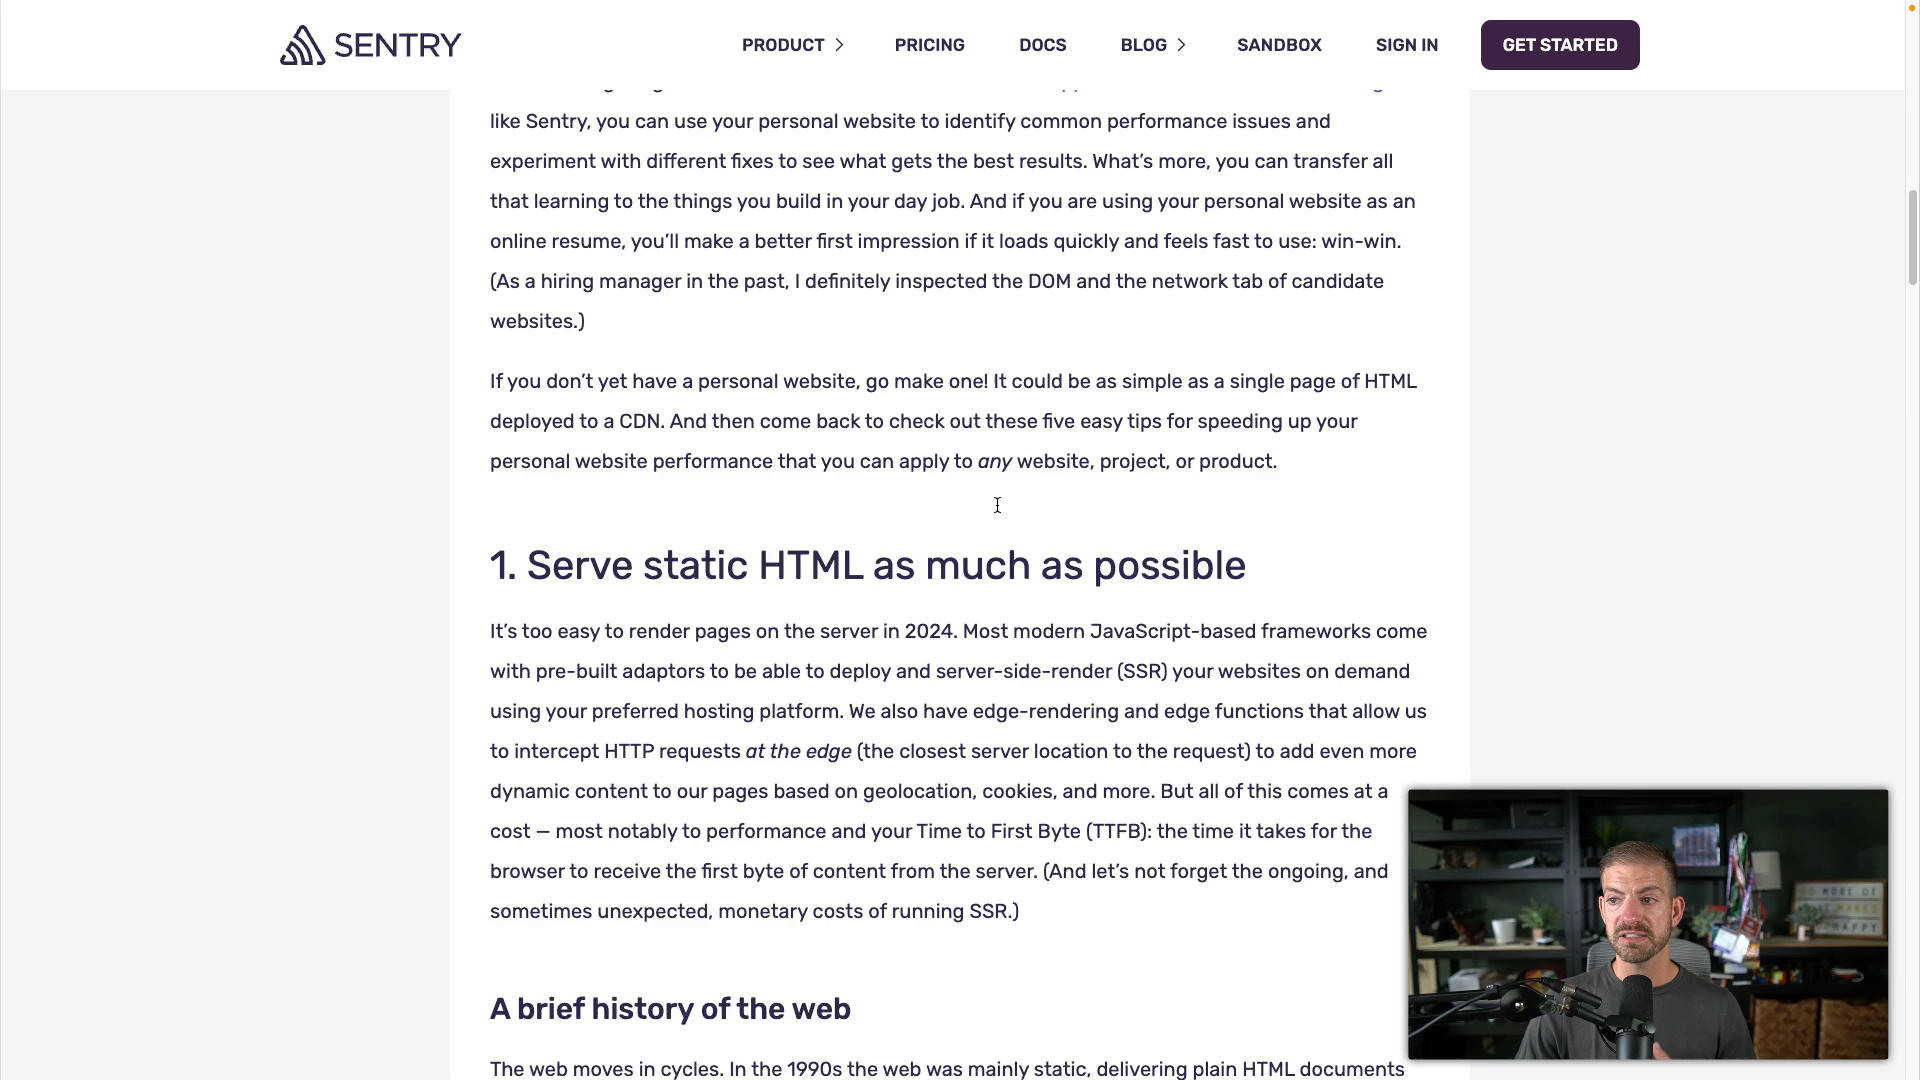 SENTRY
PRODUCT
PRICING
DOCS
BLOG
SANDBOX
SIGN IN
GET STARTED
like Sentry, you can use your personal website to identify common performance issues and
experiment with different fixes to see what gets the best results. What’s more, you can transfer all
that learning to the things you build in your day job. And if you are using your personal website as an
online resume, you’ll make a better first impression if it loads quickly and feels fast to use: win-win.
(As a hiring manager in the past, I definitely inspected the DOM and the network tab of candidate
websites.)
If you don’t yet have a personal website, go make one! It could be as simple as a single page of HTML
deployed to a CDN. And then come back to check out these five easy tips for speeding up your
personal website performance that you can apply to any website, project, or product.
1. Serve static HTML as much as possible
It’s too easy to render pages on the server in 2024. Most modern JavaScript-based frameworks come
with pre-built adaptors to be able to deploy and server-side-render (SSR) your websites on demand
using your preferred hosting platform. We also have edge-rendering and edge functions that allow us
to intercept HTTP requests at the edge (the closest server location to the request) to add even more
dynamic content to our pages based on geolocation, cookies, and more. But all of this comes at a
cost — most notably to performance and your Time to First Byte (TTFB): the time it takes for the
browser to receive the first byte of content from the server. (And let’s not forget the ongoing, and
sometimes unexpected, monetary costs of running SSR.)
A brief history of the web
The web moves in cycles. In the 1990s the web was mainly static, delivering plain HTML documents
DO MORE OF
MAKES
HAPPY